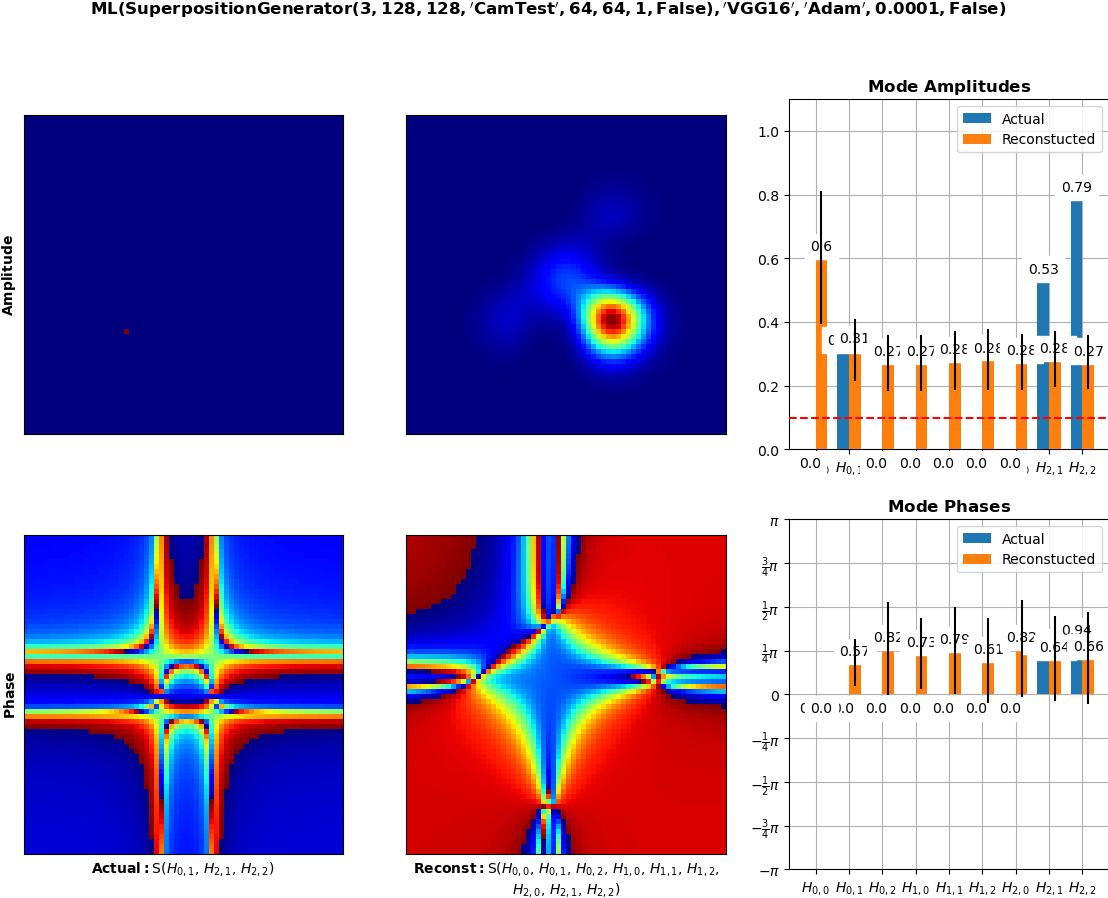 ML(SuperpositionGenerator(3, 128, 128, ′CamTest′, 64, 64, 1, False), ′VGG16′, ′Adam′, 0.0001, False)
Mode Amplitudes
Actual
Reconstucted
1.0
0.8
0.6
0.4
0.2
0.0
0.79
0.6
0.53
0.31
0.27
0.27
0.28
0.28
0.28
0.28
0.27
0.0
0.0
0.0
0.0
0.0
0.0
H0,1
H2,1
H2,2
Amplitude
Mode Phases
Actual
Reconstucted
π
3/4π
1/2π
1/4π
0
−1/4π
−1/2π
−3/4π
−π
0.57
0.82
0.73
0.79
0.61
0.82
0.64
0.94
0.66
0.0
0.0
0.0
0.0
0.0
0.0
H0,0 H0,1 H0,2 H1,0 H1,1 H1,2 H2,0 H2,1 H2,2
Phase
Actual: S(H0,1, H2,1, H2,2)
Reconst: S(H0,0, H0,1, H0,2, H1,0, H1,1, H1,2,
H2,0, H2,1, H2,2)